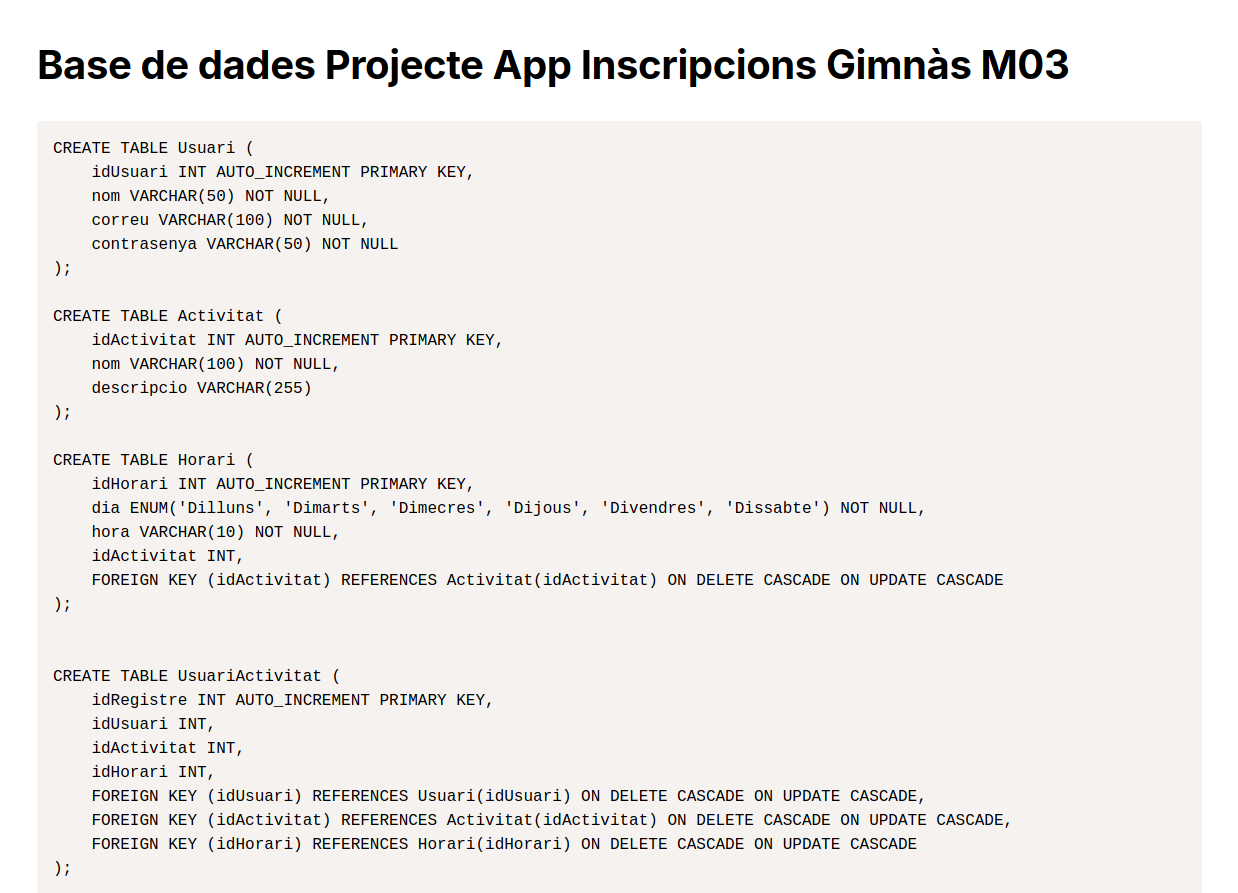 Base de dades Projecte App Inscripcions Gimnàs M03
CREATE TABLE Usuari (
    idUsuari INT AUTO_INCREMENT PRIMARY KEY,
    nom VARCHAR(50) NOT NULL,
    correu VARCHAR(100) NOT NULL,
    contrasenya VARCHAR(50) NOT NULL
);

CREATE TABLE Activitat (
    idActivitat INT AUTO_INCREMENT PRIMARY KEY,
    nom VARCHAR(100) NOT NULL,
    descripcio VARCHAR(255)
);

CREATE TABLE Horari (
    idHorari INT AUTO_INCREMENT PRIMARY KEY,
    dia ENUM('Dilluns', 'Dimarts', 'Dimecres', 'Dijous', 'Divendres', 'Dissabte') NOT NULL,
    hora VARCHAR(10) NOT NULL,
    idActivitat INT,
    FOREIGN KEY (idActivitat) REFERENCES Activitat(idActivitat) ON DELETE CASCADE ON UPDATE CASCADE
);

CREATE TABLE UsuariActivitat (
    idRegistre INT AUTO_INCREMENT PRIMARY KEY,
    idUsuari INT,
    idActivitat INT,
    idHorari INT,
    FOREIGN KEY (idUsuari) REFERENCES Usuari(idUsuari) ON DELETE CASCADE ON UPDATE CASCADE,
    FOREIGN KEY (idActivitat) REFERENCES Activitat(idActivitat) ON DELETE CASCADE ON UPDATE CASCADE,
    FOREIGN KEY (idHorari) REFERENCES Horari(idHorari) ON DELETE CASCADE ON UPDATE CASCADE
);